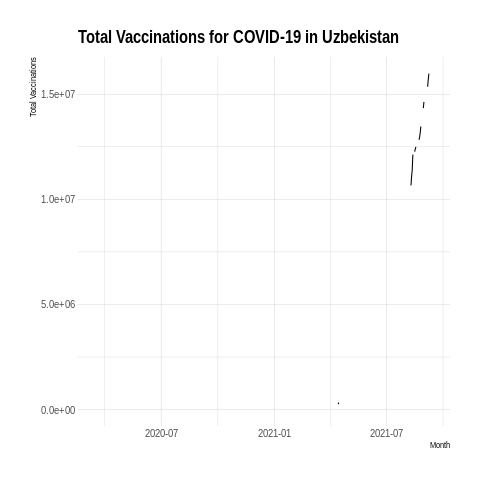 Total Vaccinations for COVID-19 in Uzbekistan
Total Vaccinations
1.5e+07
1.0e+07
5.0e+06
0.0e+00
2020-07 2021-01 2021-07
Month